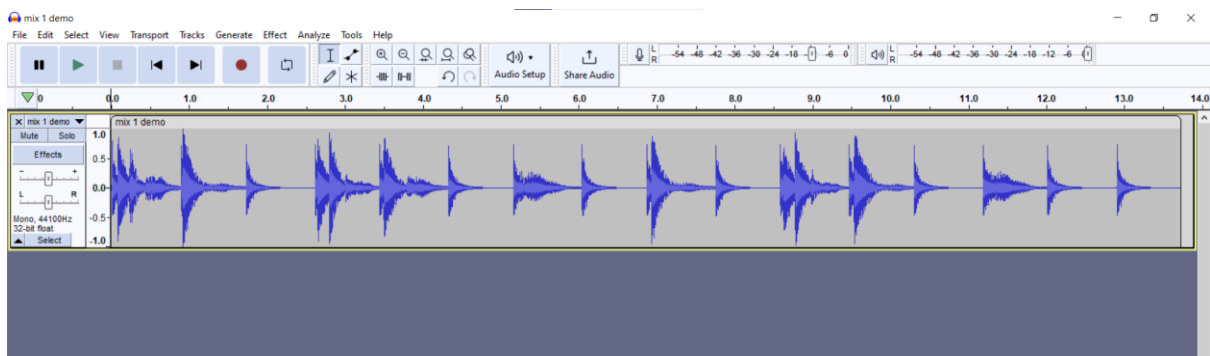 mix 1 demo
File Edit Select View Transport Tracks Generate Effect Analyze Tools Help
Audio Setup
Share Audio
L
R
-54 -48 -42 -36 -30 -24 -18 -6 0
L
R
-54 -48 -42 -36 -30 -24 -18 -12 -6
0 0.0 1.0 2.0 3.0 4.0 5.0 6.0 7.0 8.0 9.0 10.0 11.0 12.0 13.0 14.0
mix 1 demo
mix 1 demo
Mute Solo
Effects
- +
L R
Mono, 44100Hz
32-bit float
Select
1.0
0.5
0.0
-0.5
-1.0